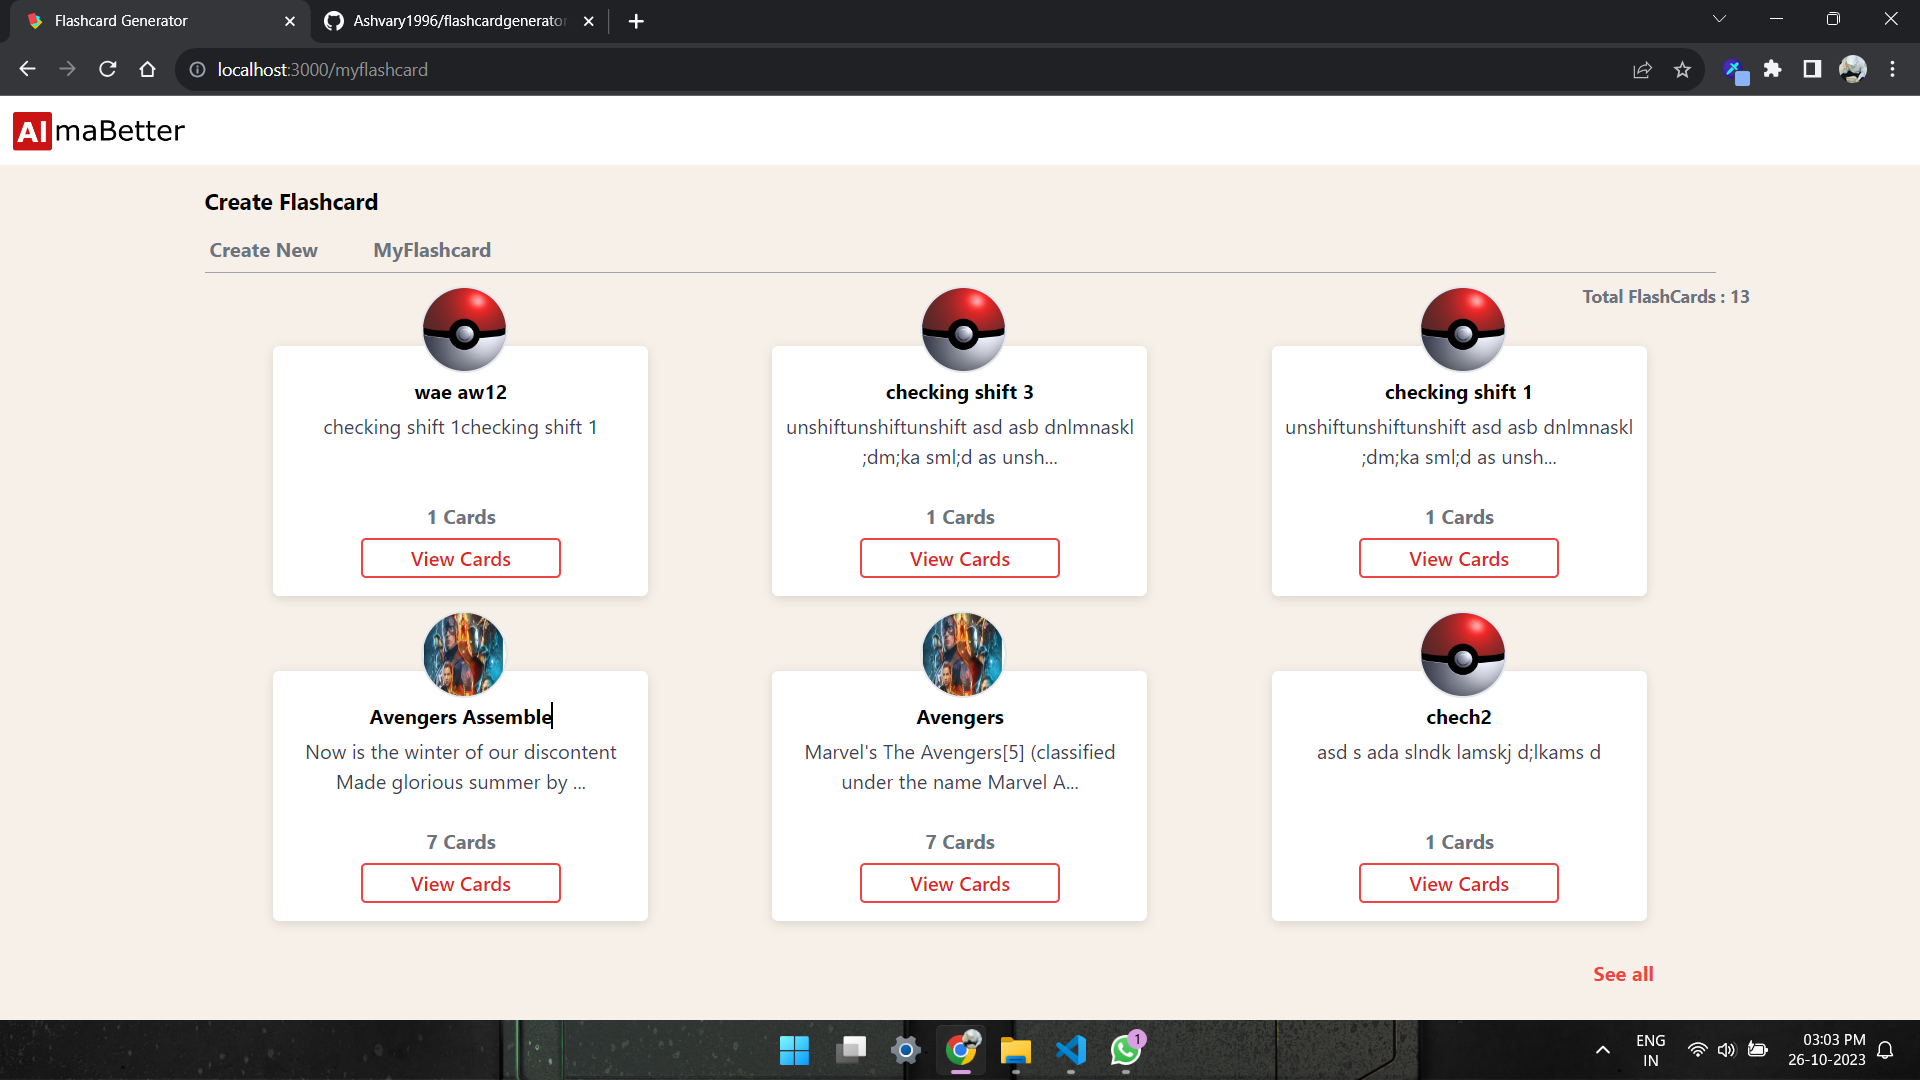 Flashcard Generator
Ashvary1996/flashcardgenerator
localhost:3000/myflashcard
AlmaBetter
Create Flashcard
Create New
MyFlashcard
Total FlashCards : 13
wae aw12
checking shift 1checking shift 1
1 Cards
View Cards
checking shift 3
unshiftunshiftunshift asd asb dnlmnaskl
;dm;ka sml;d as unsh...
1 Cards
View Cards
checking shift 1
unshiftunshiftunshift asd asb dnlmnaskl
;dm;ka sml;d as unsh...
1 Cards
View Cards
Avengers Assemble
Now is the winter of our discontent
Made glorious summer by ...
7 Cards
View Cards
Avengers
Marvel's The Avengers[5] (classified
under the name Marvel A...
7 Cards
View Cards
chech2
asd s ada slndk lamskj d;lkams d
1 Cards
View Cards
See all
1
ENG
IN
03:03 PM
26-10-2023